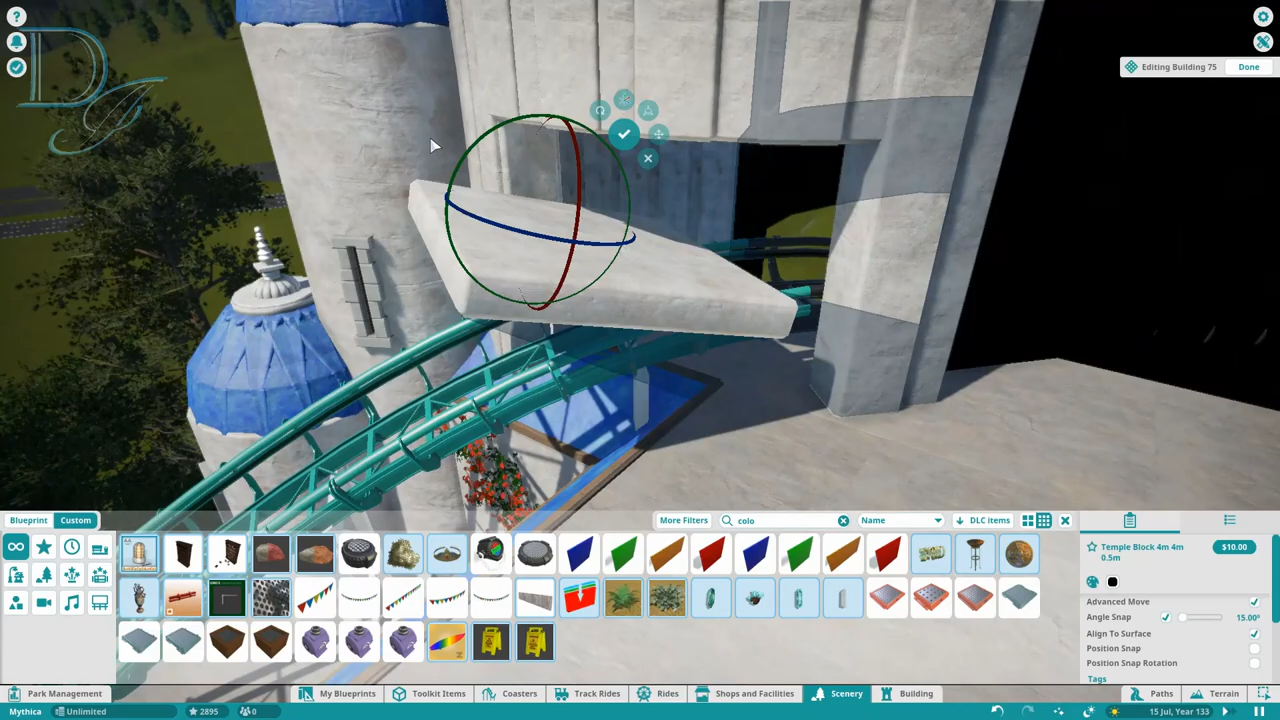 Editing Building 75
Done
Blueprint
Custom
More Filters
colo
Name
DLC items
Temple Block 4m 4m
0.5m
$10.00
Advanced Move
Angle Snap
15.00°
Align To Surface
Position Snap
Position Snap Rotation
Tags
Park Management
My Blueprints
Toolkit Items
Coasters
Track Rides
Rides
Shops and Facilities
Scenery
Building
Paths
Terrain
Mythica
Unlimited
2895
0
15 Jul, Year 133